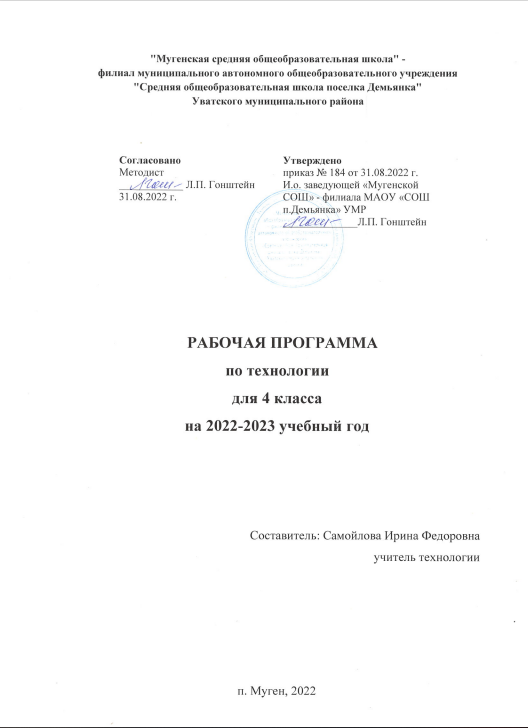 "Мугенская средняя общеобразовательная школа" -
филиал муниципального автономного общеобразовательного учреждения
"Средняя общеобразовательная школа поселка Демьянка"
Уватского муниципального района
Согласовано
Методист
Л.П. Гонштейн
31.08.2022 г.
Утверждено
приказ № 184 от 31.08.2022 г.
И.о. заведующей «Мугенской
СОШ» - филиала МАОУ «СОШ
п.Демьянка» УМР
Л.П. Гонштейн
РАБОЧАЯ ПРОГРАММА
по технологии
для 4 класса
на 2022-2023 учебный год
Составитель: Самойлова Ирина Федоровна
учитель технологии
п. Муген, 2022